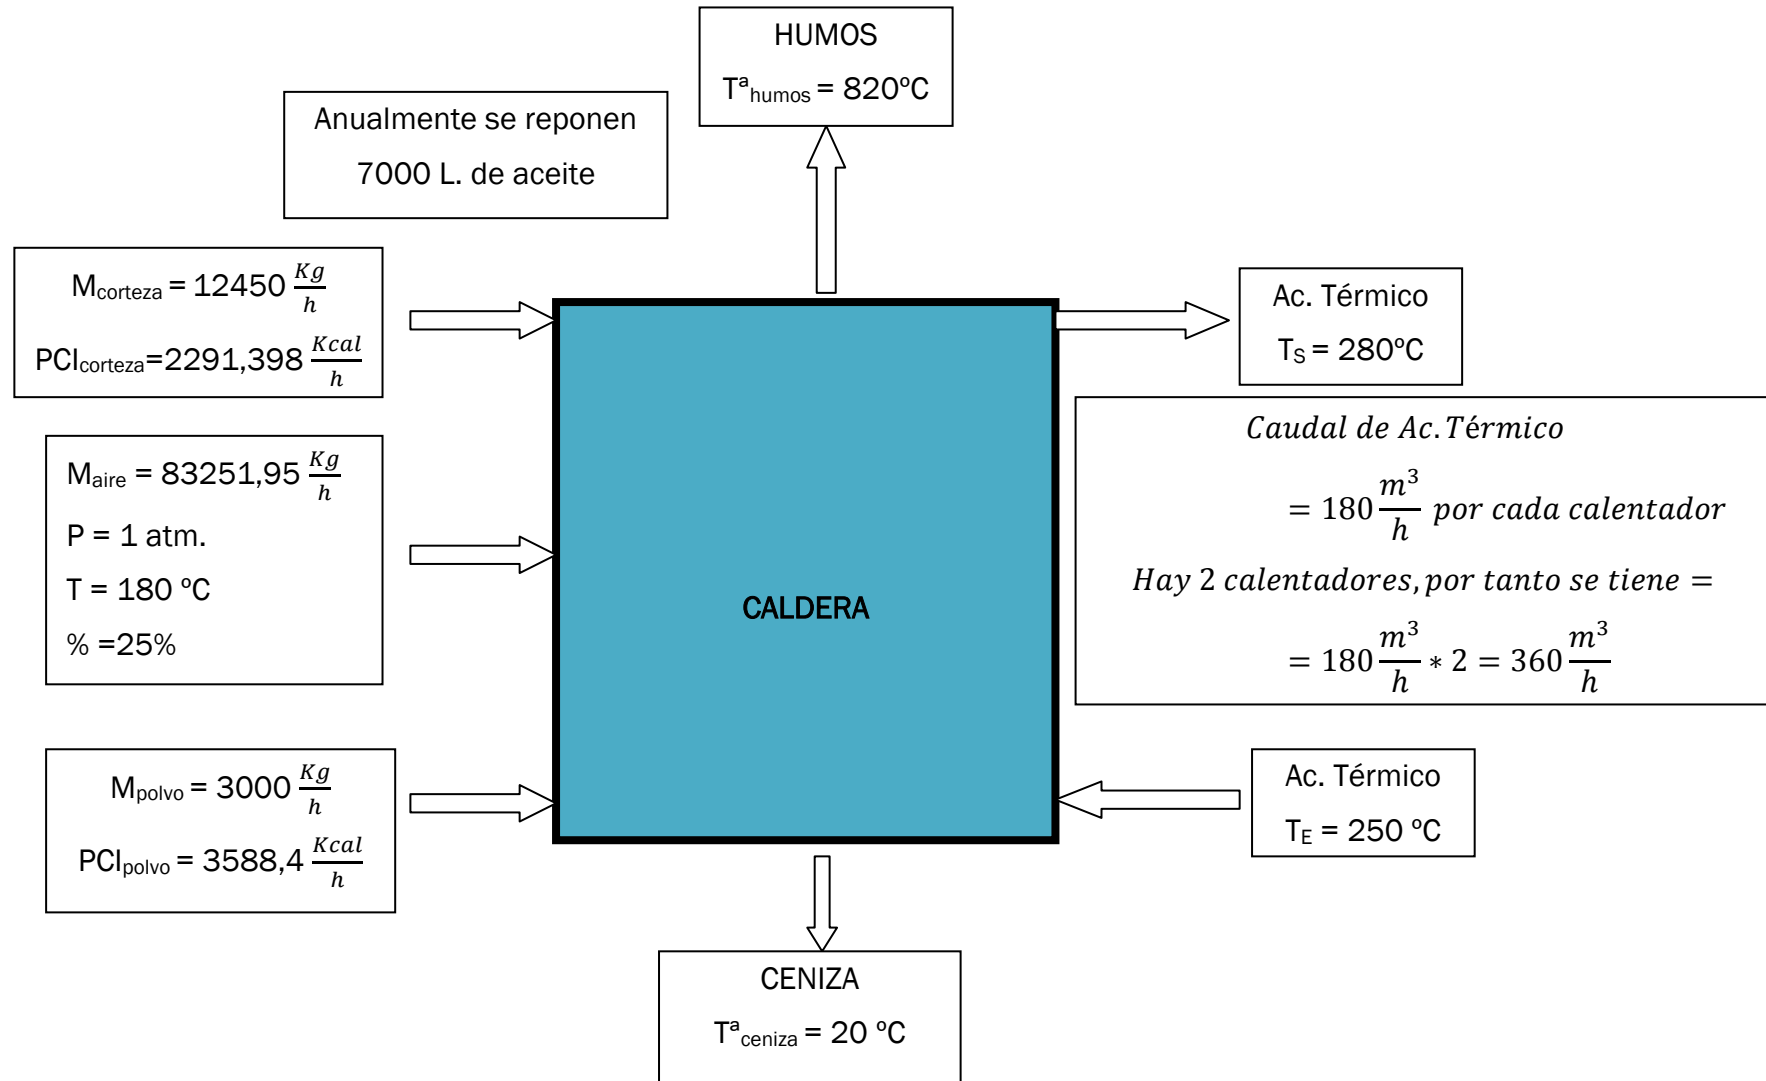 HUMOS
Tªhumos = 820ºC
Anualmente se reponen
7000 L. de aceite
Mcorteza = 12450 Kg/h
PCIcorteza=2291,398 Kcal/h
Ac. Térmico
TS = 280ºC
Maire = 83251,95 Kg/h
P = 1 atm.
T = 180 ºC
% =25%
CALDERA
Caudal de Ac.Térmico
= 180 m³/h por cada calentador
Hay 2 calentadores, por tanto se tiene =
= 180 m³/h * 2 = 360 m³/h
Mpolvo = 3000 Kg/h
PCIpolvo = 3588,4 Kcal/h
Ac. Térmico
TE = 250 ºC
CENIZA
Tªceniza = 20 ºC